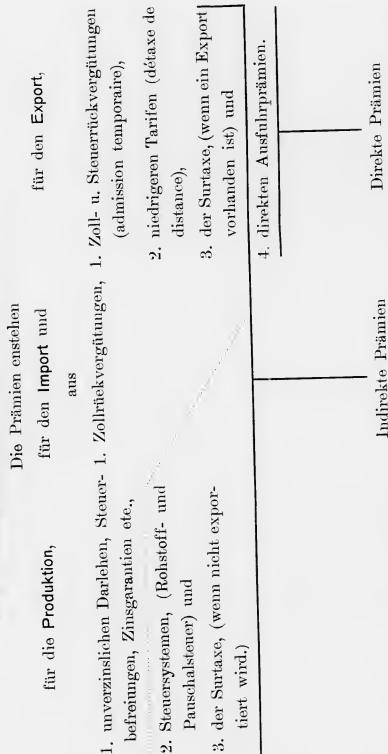 Die Prämien enstehen
für die Produktion,
für den Import und
für den Export,
aus
1. unverzinslichen Darlehen, Steuer-
befreiungen, Zinsgarantien etc.,
2. Steuersystemen, (Rohstoff- und
Pauschalsteuer) und
3. der Surtaxe, (wenn nicht expor-
tiert wird.)
1. Zollrückvergütungen,
1. Zoll- u. Steuerrückvergütungen
(admission temporaire),
2. niedrigeren Tarifen (détaxe de
distance),
3. der Surtaxe, (wenn ein Export
vorhanden ist) und
4. direkten Ausfuhrprämien.
Indirekte Prämien
Direkte Prämien